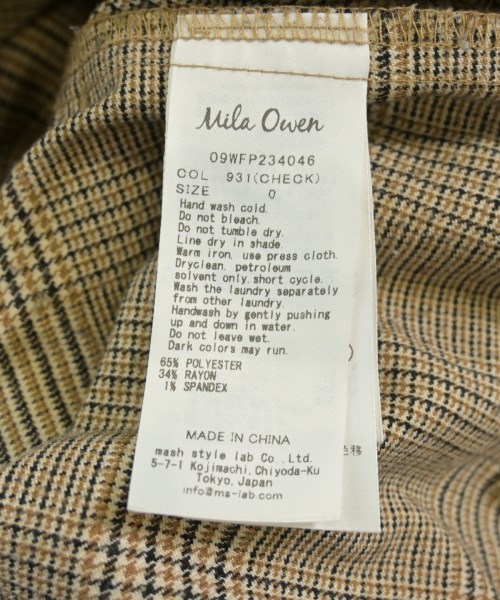 Mila Owen
09WFP234046
COL 931(CHECK)
SIZE 0
Hand wash cold.
Do not bleach.
Do not tumble dry.
Line dry in shade.
Warm iron, use press cloth.
Dryclean, petroleum
solvent only,short cycle.
Wash the laundry separately
from other laundry.
Handwash by gently pushing
up and down in water.
Do not leave wet.
Dark colors may run.
65% POLYESTER
34% RAYON
1% SPANDEX
MADE IN CHINA
mash style lab Co.,Ltd.
5-7-1 Kojimachi,Chiyoda-Ku
Tokyo,Japan
info@ms-lab.com
)
色移